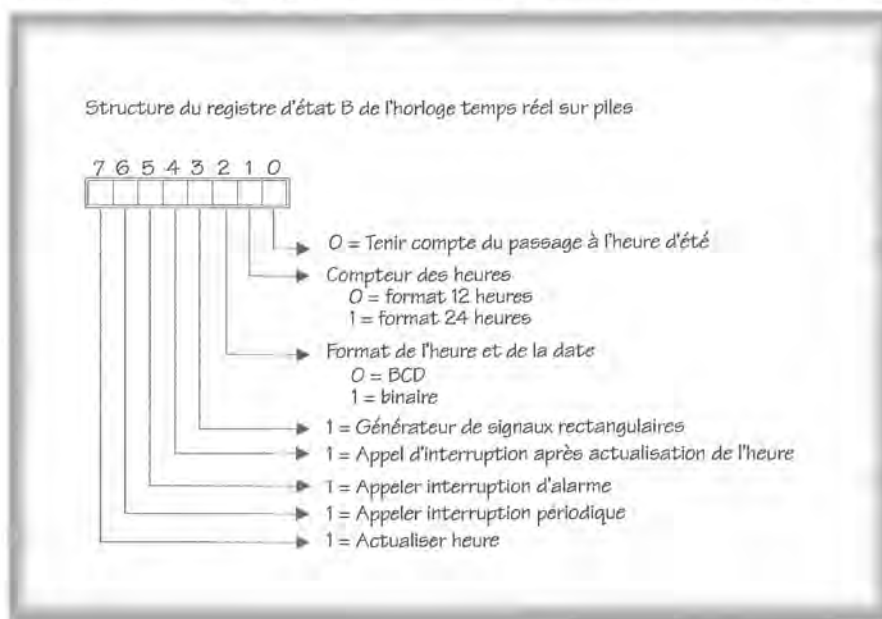 Structure du registre d'état B de l'horloge temps réel sur piles
7 6 5 4 3 2 1 0
0 = Tenir compte du passage à l'heure d'été
Compteur des heures
0 = format 12 heures
1 = format 24 heures
Format de l'heure et de la date
0 = BCD
1 = binaire
1 = Générateur de signaux rectangulaires
1 = Appel d'interruption après actualisation de l'heure
1 = Appeler interruption d'alarme
1 = Appeler interruption périodique
1 = Actualiser heure